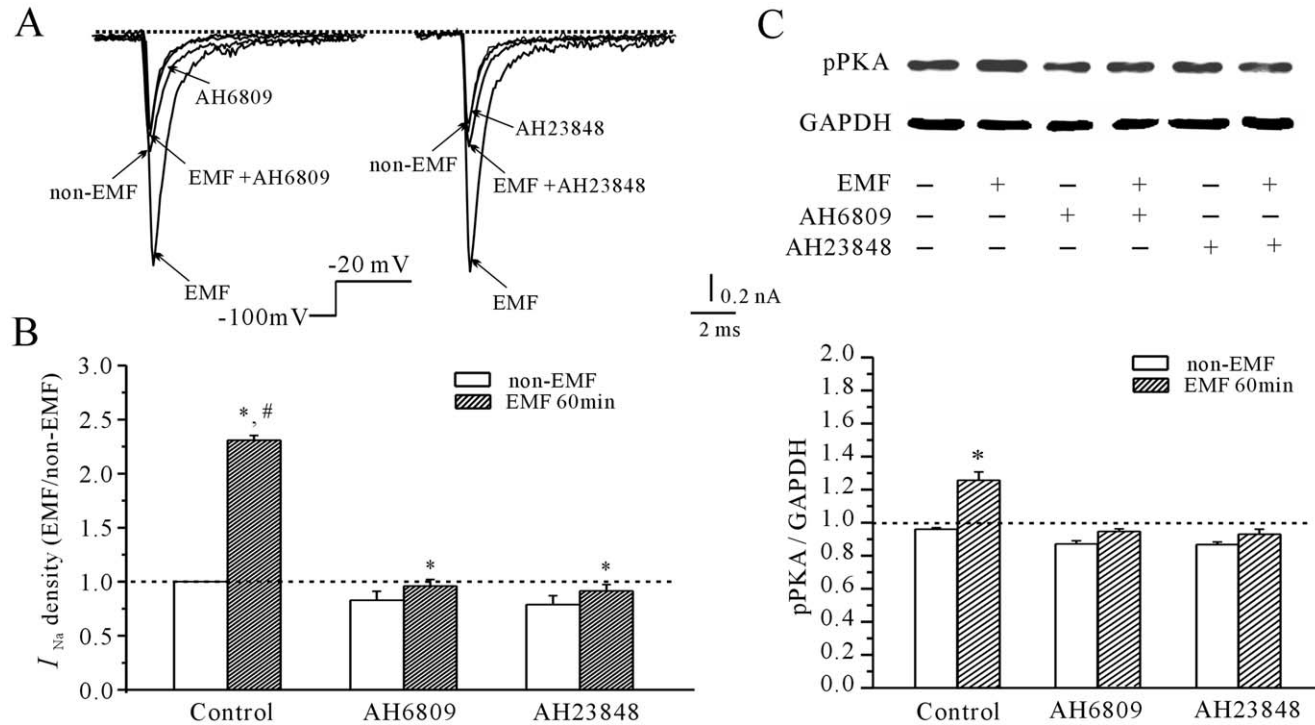 A
AH6809
non-EMF
EMF +AH6809
EMF
AH23848
non-EMF
EMF +AH23848
EMF
-20 mV
-100mV
0.2 nA
2 ms
B
I Na density (EMF/non-EMF)
3.0
2.5
2.0
1.5
1.0
0.5
0.0
non-EMF
EMF 60min
*, #
*
*
Control AH6809 AH23848
C
pPKA
GAPDH
EMF − + − + − +
AH6809 − − + + − −
AH23848 − − − − + +
pPKA / GAPDH
2.0
1.8
1.6
1.4
1.2
1.0
0.8
0.6
0.4
0.2
0.0
non-EMF
EMF 60min
*
Control AH6809 AH23848